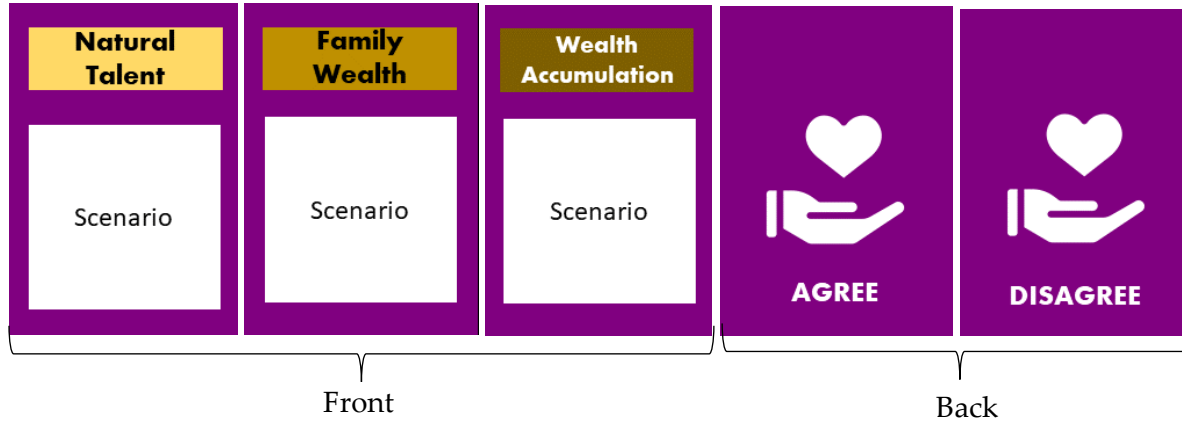 Natural
Talent
Scenario
Family
Wealth
Scenario
Wealth
Accumulation
Scenario
AGREE
DISAGREE
Front
Back